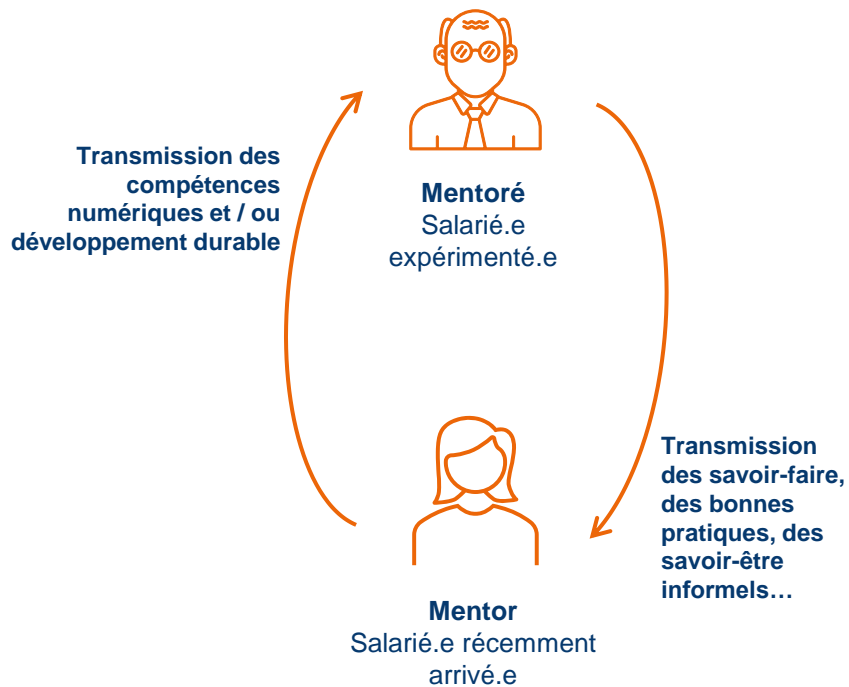 Transmission des
compétences
numériques et / ou
développement durable
Mentoré
Salarié.e
expérimenté.e
Transmission
des savoir-faire,
des bonnes
pratiques, des
savoir-être
informels…
Mentor
Salarié.e récemment
arrivé.e